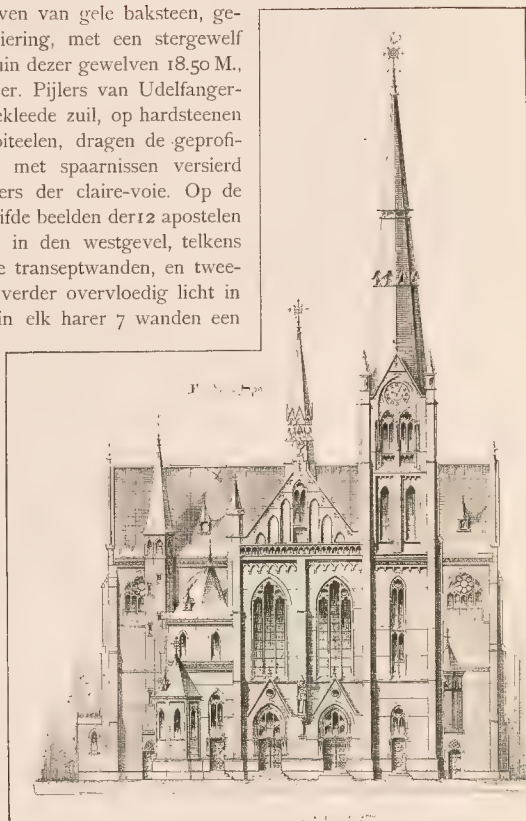 ven van gele baksteen, ge-
iering, met een stergewelf
uin dezer gewelven 18.50 M.,
er. Pijlers van Udelfanger-
ekleede zuil, op hardsteenen
piteelen, dragen de geprofi-
met spaarnissen versierd
ers der claire-voie. Op de
ifde beelden der 12 apostelen
in den westgevel, telkens
e transeptwanden, en twee-
verder overvloedig licht in
in elk harer 7 wanden een